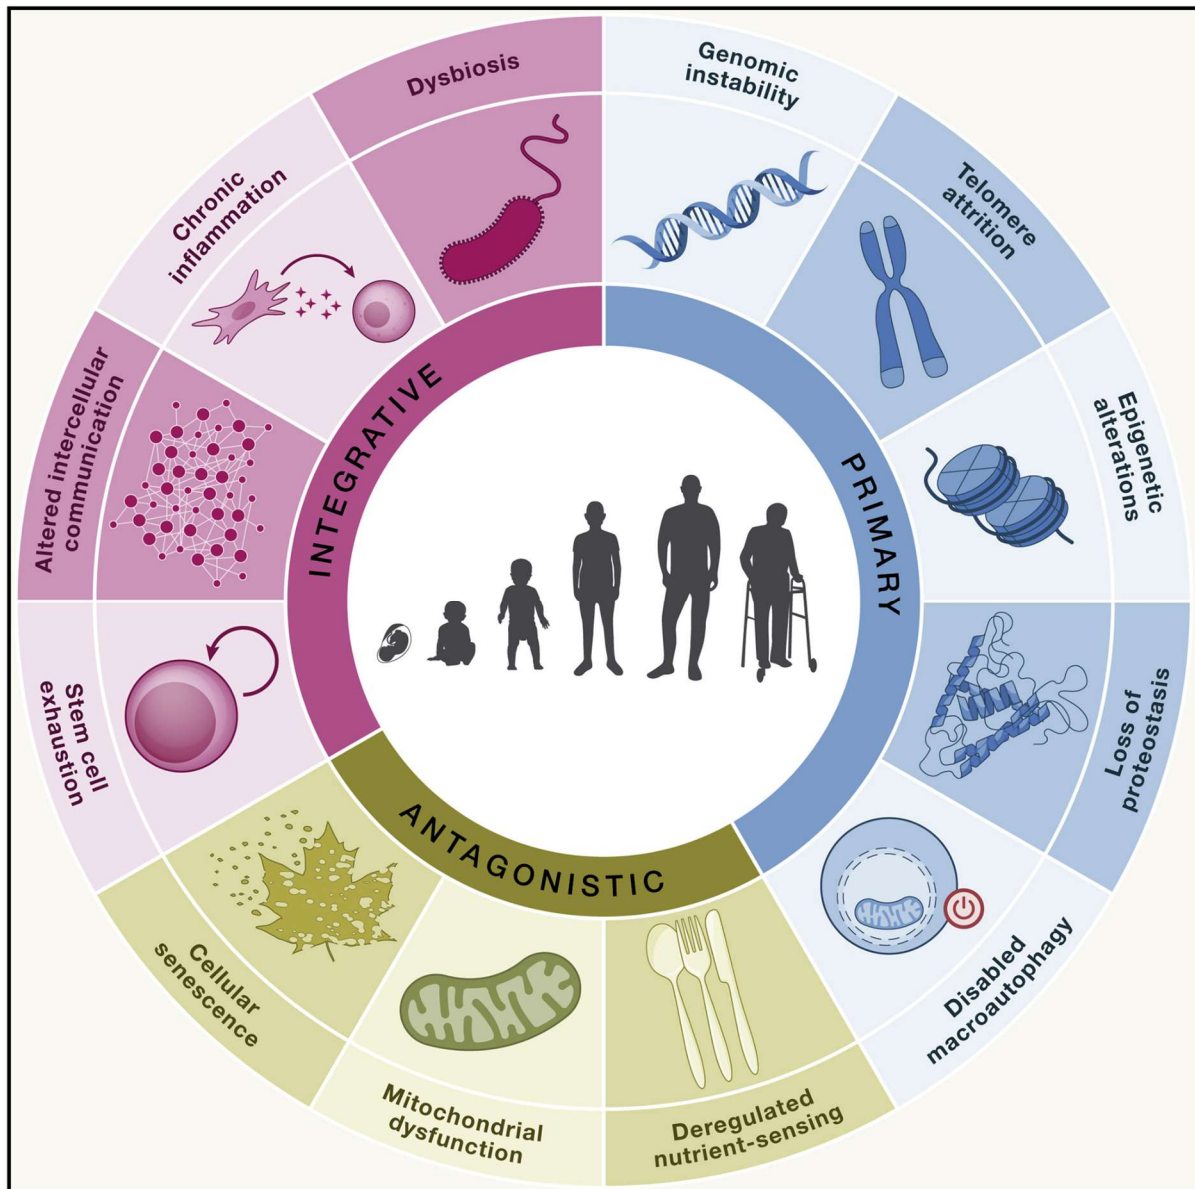 Genomic
instability
Telomere
attrition
Epigenetic
alterations
Loss of
proteostasis
Disabled
macroautophagy
Deregulated
nutrient-sensing
Mitochondrial
dysfunction
Cellular
senescence
Stem cell
exhaustion
Altered intercellular
communication
Chronic
inflammation
Dysbiosis
INTEGRATIVE
PRIMARY
ANTAGONISTIC